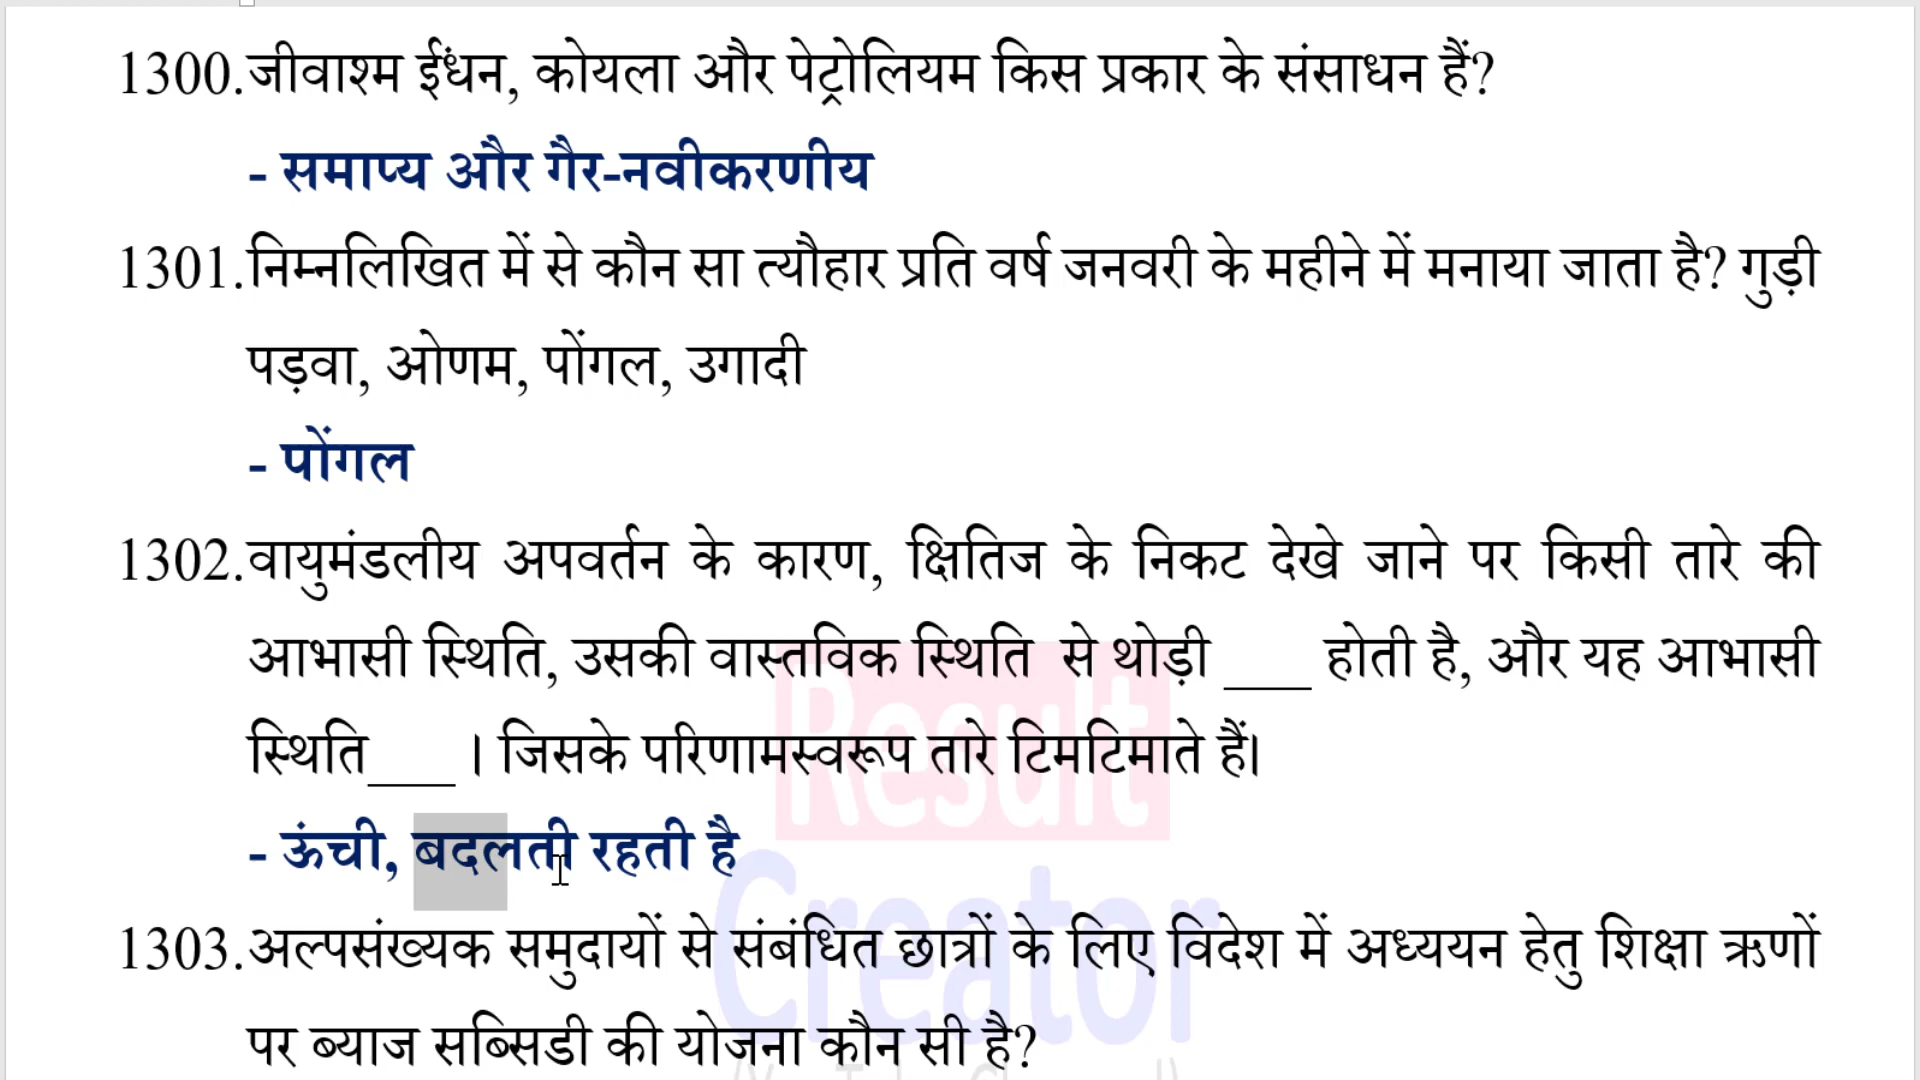 1300.जीवाश्म ईंधन, कोयला और पेट्रोलियम किस प्रकार के संसाधन हैं?
- समाप्य और गैर-नवीकरणीय
1301.निम्नलिखित में से कौन सा त्यौहार प्रति वर्ष जनवरी के महीने में मनाया जाता है? गुड़ी
पड़वा, ओणम, पोंगल, उगादी
- पोंगल
1302.वायुमंडलीय अपवर्तन के कारण, क्षितिज के निकट देखे जाने पर किसी तारे की
आभासी स्थिति, उसकी वास्तविक स्थिति से थोड़ी ___ होती है, और यह आभासी
स्थिति___ । जिसके परिणामस्वरूप तारे टिमटिमाते हैं।
Result
- ऊंची, बदलती रहती है
Creator
1303.अल्पसंख्यक समुदायों से संबंधित छात्रों के लिए विदेश में अध्ययन हेतु शिक्षा ऋणों
पर ब्याज सब्सिडी की योजना कौन सी है?